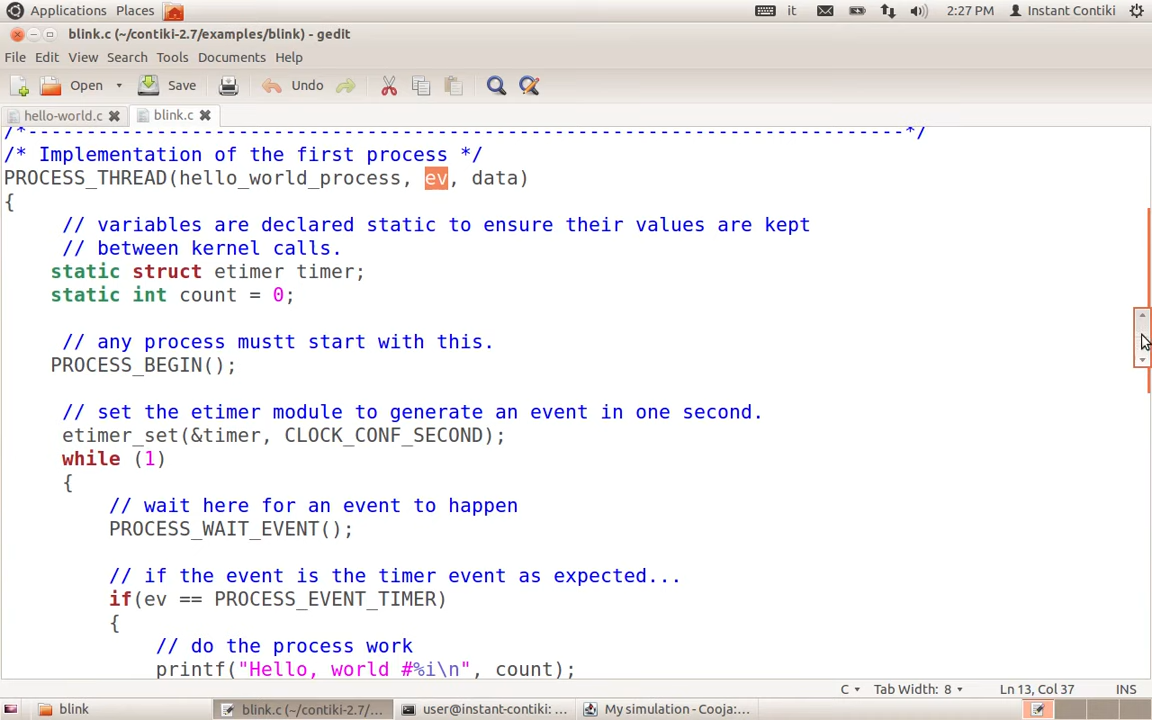 Applications Places it 2:27 PM Instant Contiki
blink.c (~/contiki-2.7/examples/blink) - gedit
File Edit View Search Tools Documents Help
Open Save Undo
hello-world.c blink.c
/*---------------------------------------------------------------------------*/
/* Implementation of the first process */
PROCESS_THREAD(hello_world_process, ev, data)
{
// variables are declared static to ensure their values are kept
// between kernel calls.
static struct etimer timer;
static int count = 0;
// any process mustt start with this.
PROCESS_BEGIN();
// set the etimer module to generate an event in one second.
etimer_set(&timer, CLOCK_CONF_SECOND);
while (1)
{
// wait here for an event to happen
PROCESS_WAIT_EVENT();
// if the event is the timer event as expected...
if(ev == PROCESS_EVENT_TIMER)
{
// do the process work
printf("Hello, world #%i\n", count);
C Tab Width: 8 Ln 13, Col 37 INS
blink blink.c (~/contiki-2.7/... user@instant-contiki: ... My simulation - Cooja:...